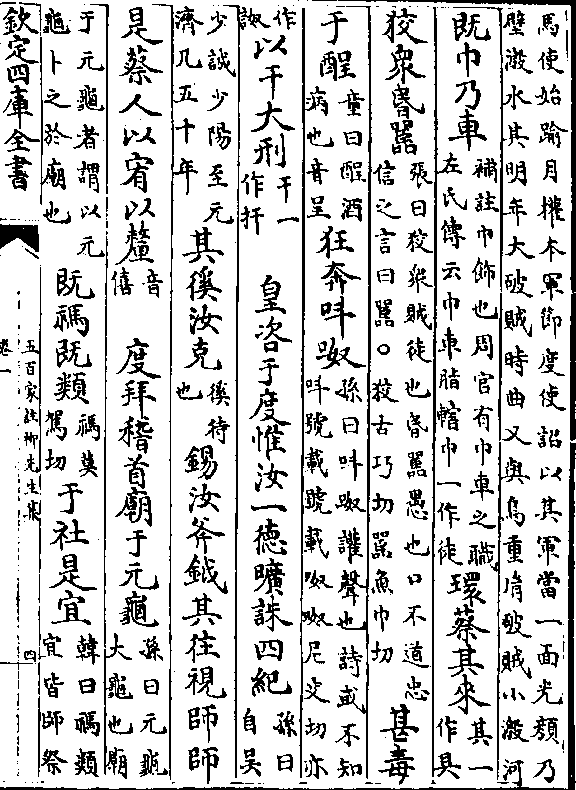 馬使始踰月權本軍節度使詔以其軍當一面光顔乃
壁溵水其明年大破賊時曲又與烏重胤破賊小溵河
既巾乃車補註巾飾也周官有巾車之職左氏傳云巾車脂轄巾一作徒環蔡其來其一作具
狡衆昏嚚張曰狡衆賊徒也昏嚚愚也口不道忠信之言曰嚚○狡古巧切嚚魚巾切甚毒
于酲童曰酲酒病也音呈狂奔呌呶孫曰呌呶讙聲也詩或不知呌號載號載呶呶尼交切亦
作詉以干大刑干一作扞 皇咨于度惟汝一德曠誅四紀孫曰自吳
少誠少陽至元濟凡五十年其徯汝克徯待也錫汝斧鉞其往視師師
是蔡人以宥以釐音僖 度拜稽首廟于元龜孫曰元龜大龜也廟
于元龜者謂以元龜卜之於廟也 既禡既類禡莫駕切于社是宜韓曰禡類宜皆師祭
欽定四庫全書
五百家註柳先生集
卷一
四